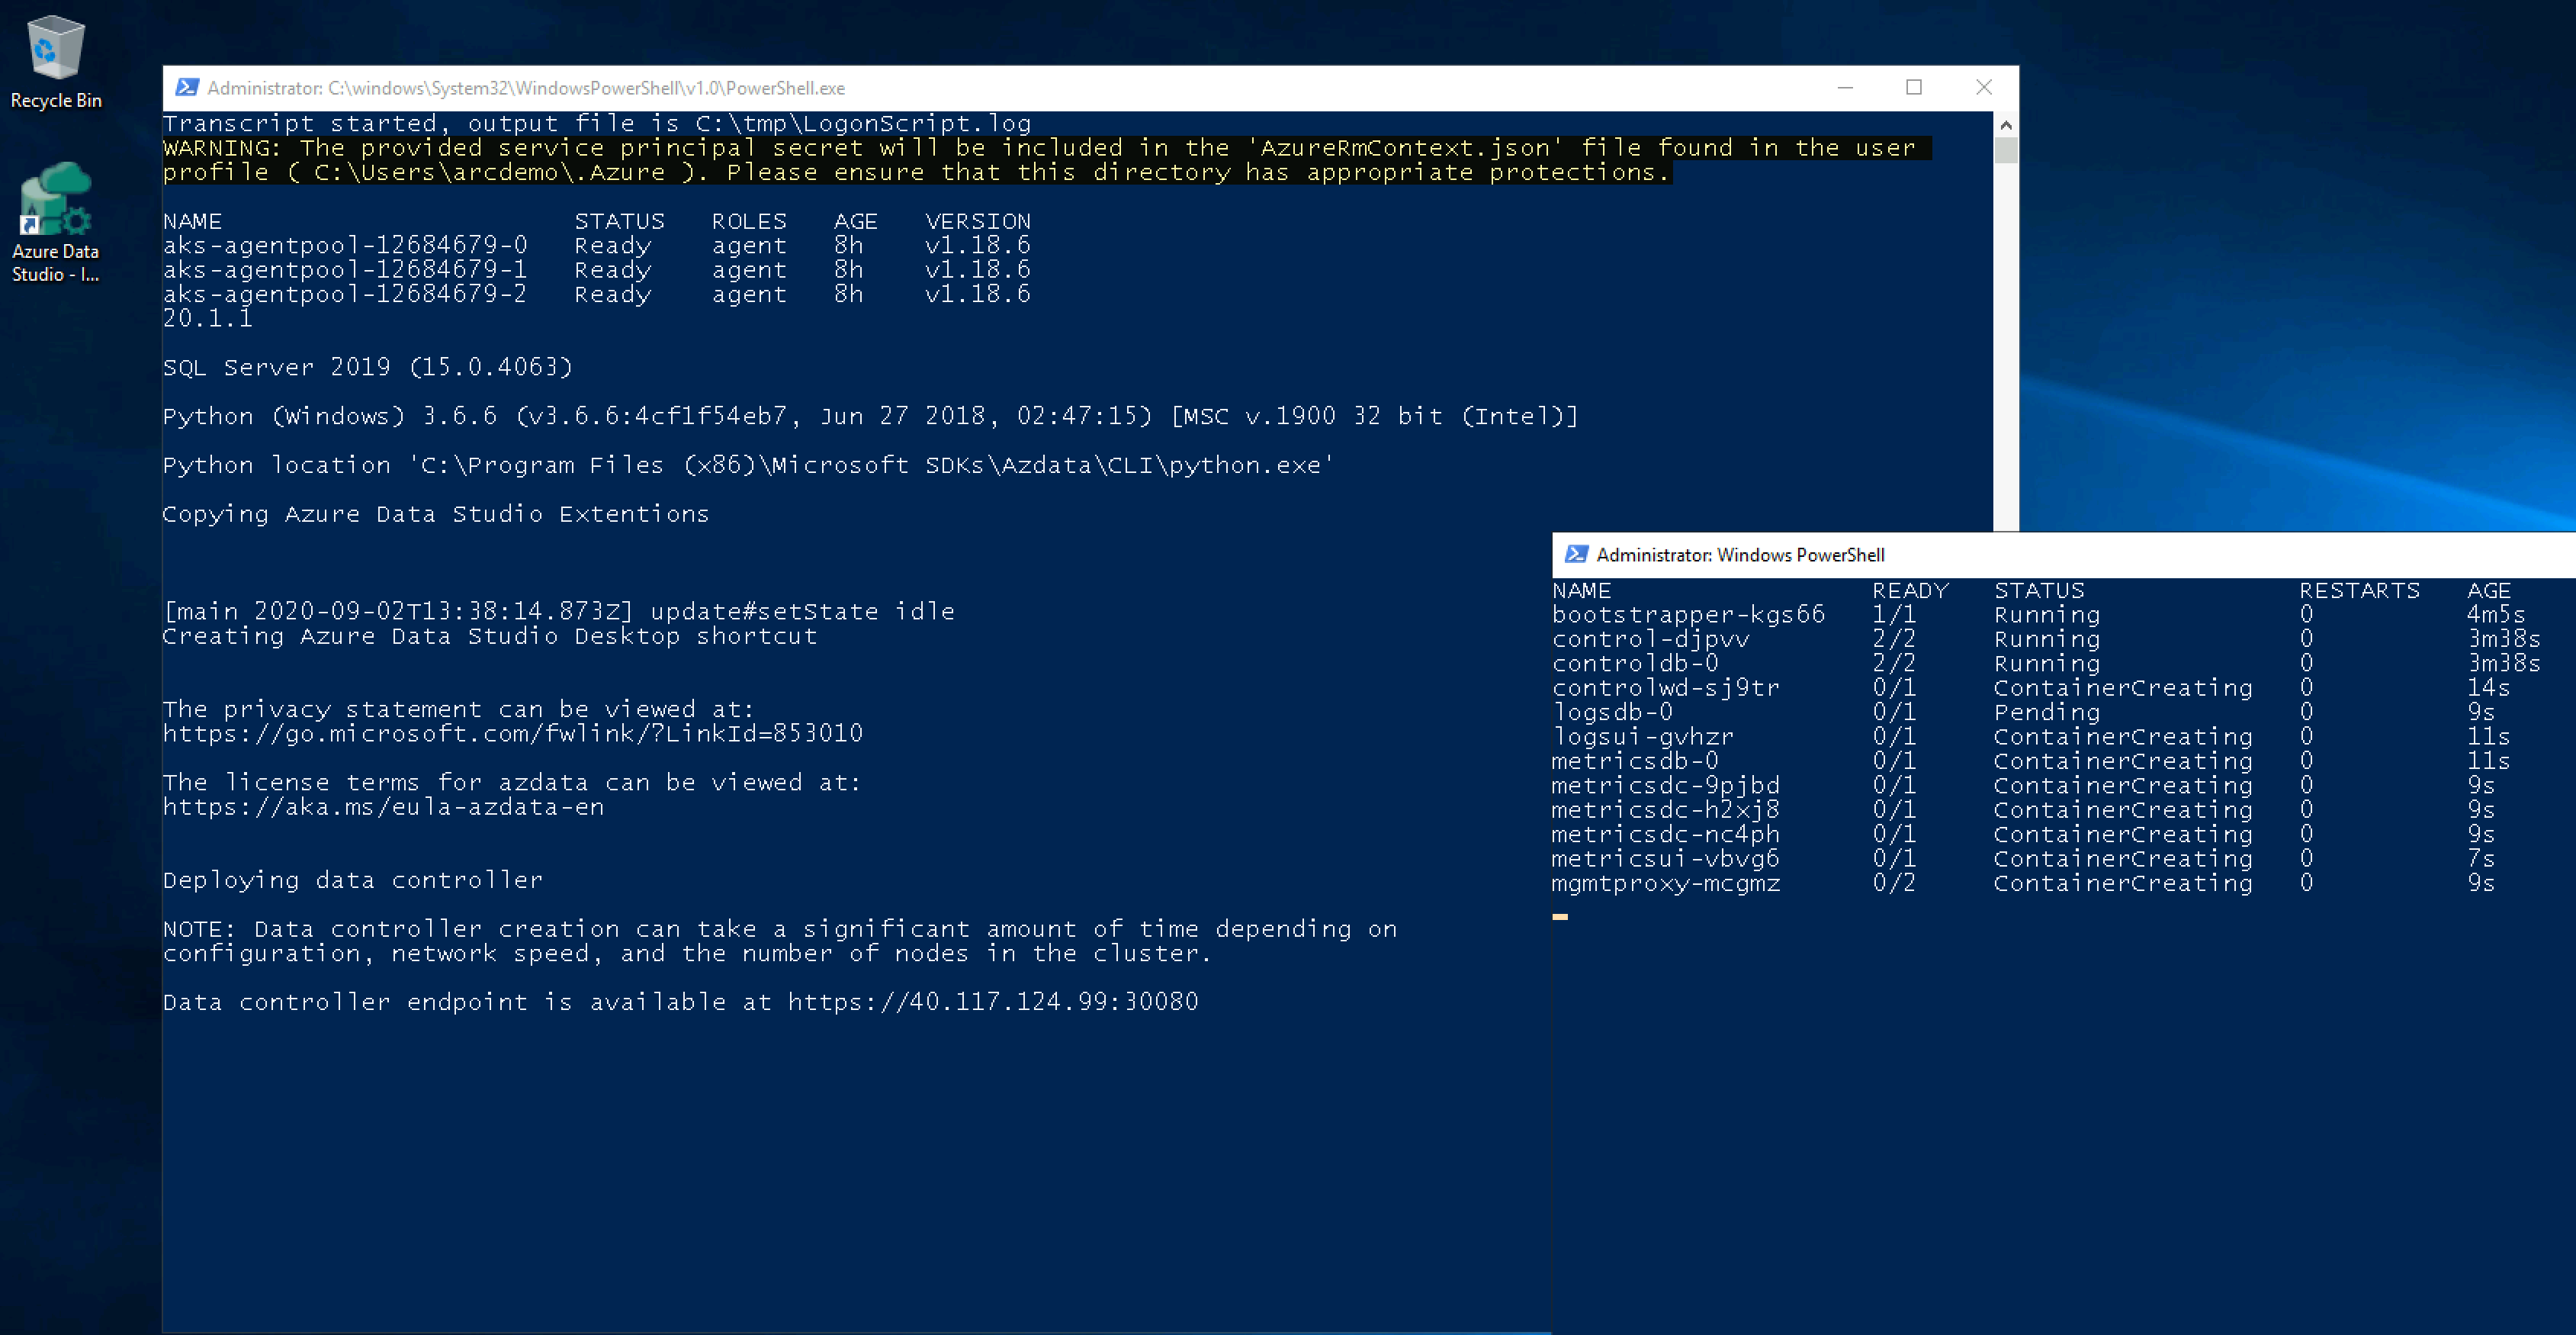 Recycle Bin
Azure Data
Studio - I...
Administrator: C:\windows\System32\WindowsPowerShell\v1.0\PowerShell.exe
Transcript started, output file is C:\tmp\LogonScript.log
WARNING: The provided service principal secret will be included in the 'AzureRmContext.json' file found in the user
profile ( C:\Users\arcdemo\.Azure ). Please ensure that this directory has appropriate protections.
NAME STATUS ROLES AGE VERSION
aks-agentpool-12684679-0 Ready agent 8h v1.18.6
aks-agentpool-12684679-1 Ready agent 8h v1.18.6
aks-agentpool-12684679-2 Ready agent 8h v1.18.6
20.1.1
SQL Server 2019 (15.0.4063)
Python (Windows) 3.6.6 (v3.6.6:4cf1f54eb7, Jun 27 2018, 02:47:15) [MSC v.1900 32 bit (Intel)]
Python location 'C:\Program Files (x86)\Microsoft SDKs\Azdata\CLI\python.exe'
Copying Azure Data Studio Extentions
[main 2020-09-02T13:38:14.873Z] update#setState idle
Creating Azure Data Studio Desktop shortcut
The privacy statement can be viewed at:
https://go.microsoft.com/fwlink/?LinkId=853010
The license terms for azdata can be viewed at:
https://aka.ms/eula-azdata-en
Deploying data controller
NOTE: Data controller creation can take a significant amount of time depending on
configuration, network speed, and the number of nodes in the cluster.
Data controller endpoint is available at https://40.117.124.99:30080
Administrator: Windows PowerShell
NAME READY STATUS RESTARTS AGE
bootstrapper-kgs66 1/1 Running 0 4m5s
control-djpvv 2/2 Running 0 3m38s
controldb-0 2/2 Running 0 3m38s
controlwd-sj9tr 0/1 ContainerCreating 0 14s
logsdb-0 0/1 Pending 0 9s
logsui-gvhzr 0/1 ContainerCreating 0 11s
metricsdb-0 0/1 ContainerCreating 0 11s
metricsdc-9pjbd 0/1 ContainerCreating 0 9s
metricsdc-h2xj8 0/1 ContainerCreating 0 9s
metricsdc-nc4ph 0/1 ContainerCreating 0 9s
metricsui-vbvg6 0/1 ContainerCreating 0 7s
mgmtproxy-mcgmz 0/2 ContainerCreating 0 9s